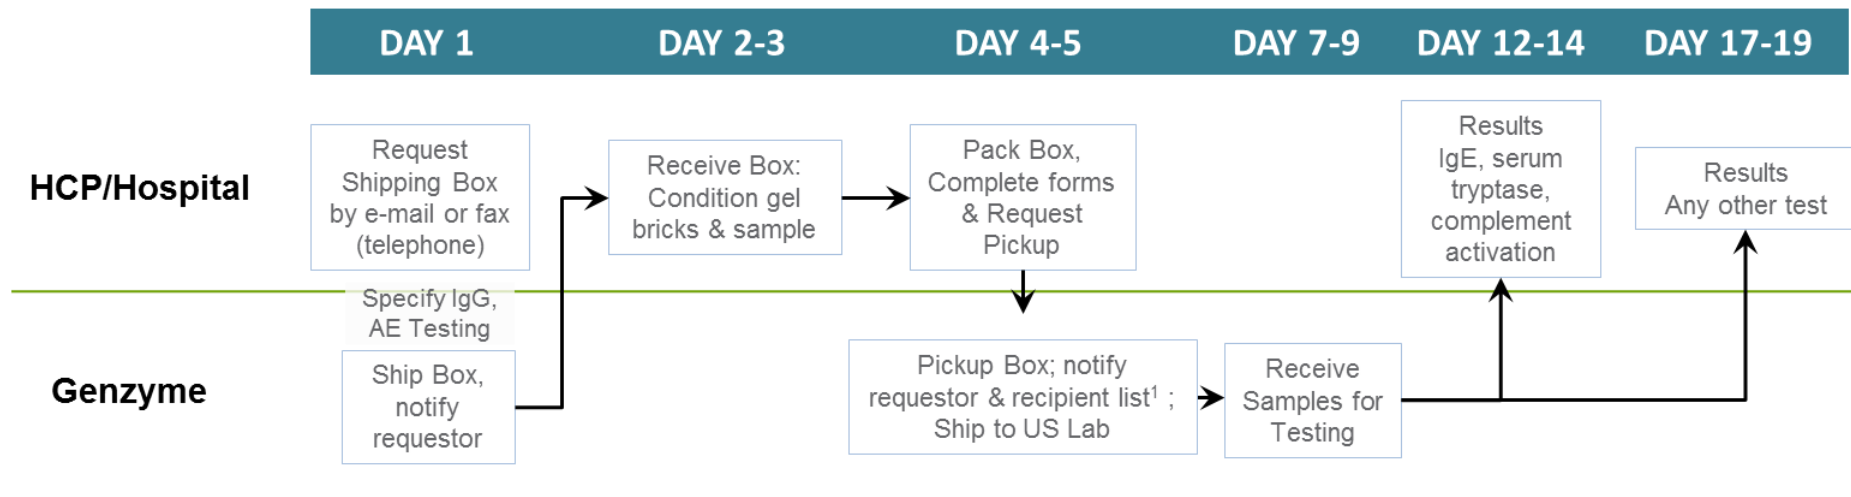 DAY 1
DAY 2-3
DAY 4-5
DAY 7-9
DAY 12-14
DAY 17-19
HCP/Hospital
Request
Shipping Box
by e-mail or fax
(telephone)
Receive Box:
Condition gel
bricks & sample
Pack Box,
Complete forms
& Request
Pickup
Results
IgE, serum
tryptase,
complement
activation
Results
Any other test
Specify IgG,
AE Testing
Genzyme
Ship Box,
notify
requestor
Pickup Box; notify
requestor & recipient list¹ ;
Ship to US Lab
Receive
Samples for
Testing